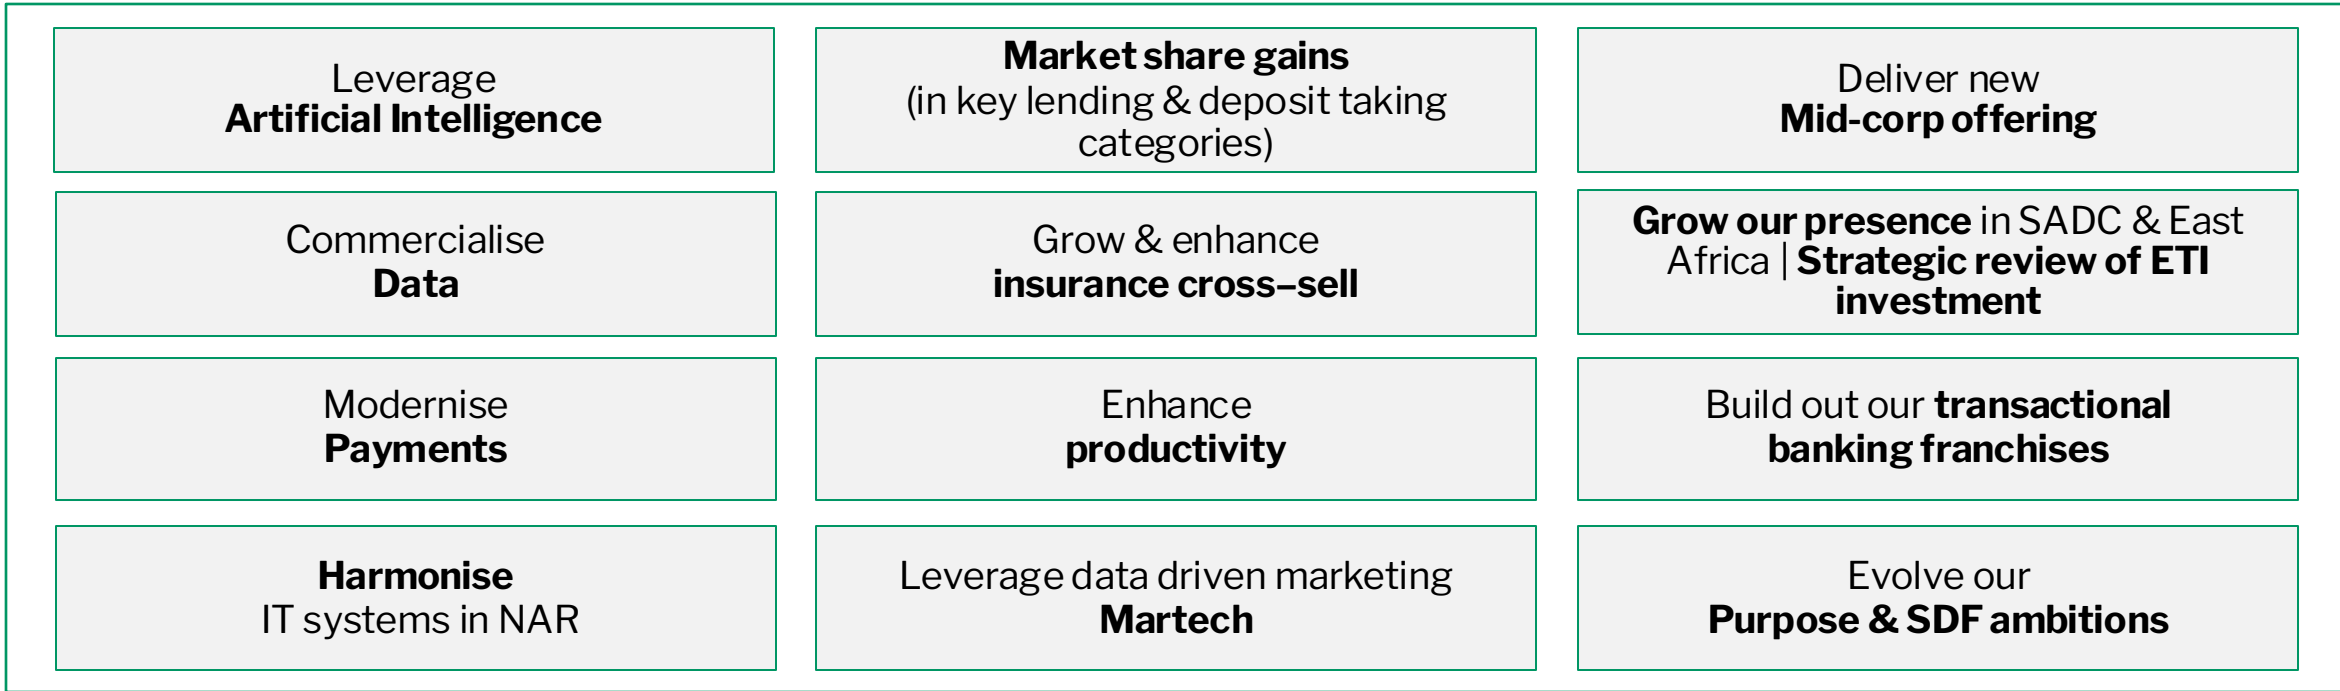 Leverage
Artificial Intelligence
Market share gains
(in key lending & deposit taking
categories)
Deliver new
Mid-corp offering
Commercialise
Data
Grow & enhance
insurance cross–sell
Grow our presence in SADC & East
Africa | Strategic review of ETI
investment
Modernise
Payments
Enhance
productivity
Build out our transactional
banking franchises
Harmonise
IT systems in NAR
Leverage data driven marketing
Martech
Evolve our
Purpose & SDF ambitions